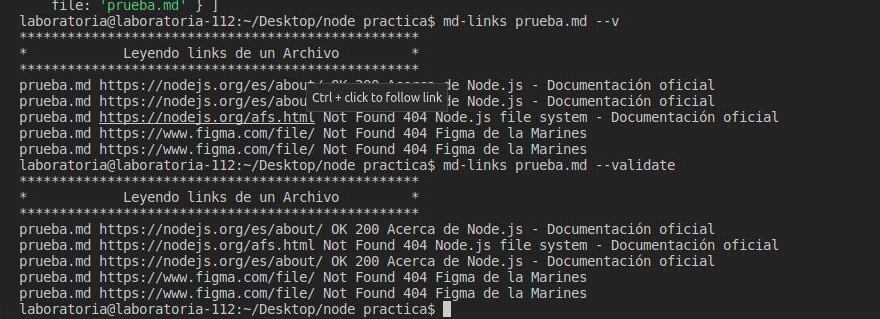 file: 'prueba.md' } ]
laboratoria@laboratoria-112:~/Desktop/node practica$ md-links prueba.md --v
**************************************************
* Leyendo links de un Archivo *
**************************************************
prueba.md https://nodejs.org/es/about/ OK 200 Acerca de Node.js - Documentación oficial
prueba.md https://nodejs.org/es/abou de Node.js - Documentación oficial
Ctrl + click to follow link
prueba.md https://nodejs.org/afs.html Not Found 404 Node.js file system - Documentación oficial
prueba.md https://www.figma.com/file/ Not Found 404 Figma de la Marines
prueba.md https://www.figma.com/file/ Not Found 404 Figma de la Marines
laboratoria@laboratoria-112:~/Desktop/node practica$ md-links prueba.md --validate
**************************************************
* Leyendo links de un Archivo *
**************************************************
prueba.md https://nodejs.org/es/about/ OK 200 Acerca de Node.js - Documentación oficial
prueba.md https://nodejs.org/afs.html Not Found 404 Node.js file system - Documentación oficial
prueba.md https://nodejs.org/es/about/ OK 200 Acerca de Node.js - Documentación oficial
prueba.md https://www.figma.com/file/ Not Found 404 Figma de la Marines
prueba.md https://www.figma.com/file/ Not Found 404 Figma de la Marines
laboratoria@laboratoria-112:~/Desktop/node practica$